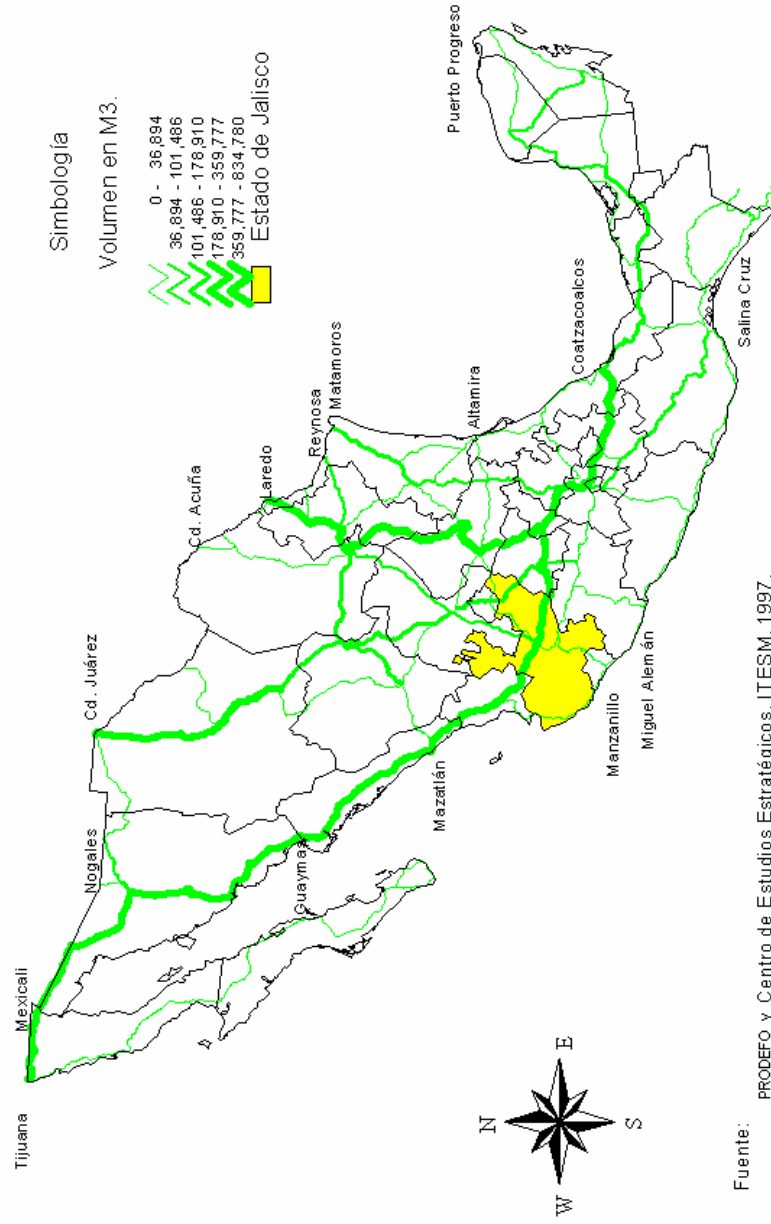 Simbología
Volumen en M3.
0 - 36,894
36,894 - 101,486
101,486 - 178,910
178,910 - 359,777
359,777 - 834,780
Estado de Jalisco
Tijuana
Mexicali
Nogales
Cd. Juárez
Cd. Acuña
Laredo
Reynosa
Matamoros
Guaymas
Mazatlán
Altamira
Puerto Progreso
Coatzacoalcos
Manzanillo
Miguel Alemán
Salina Cruz
N
W
E
S
Fuente:
PRODEFO y Centro de Estudios Estratégicos. ITESM, 1997.